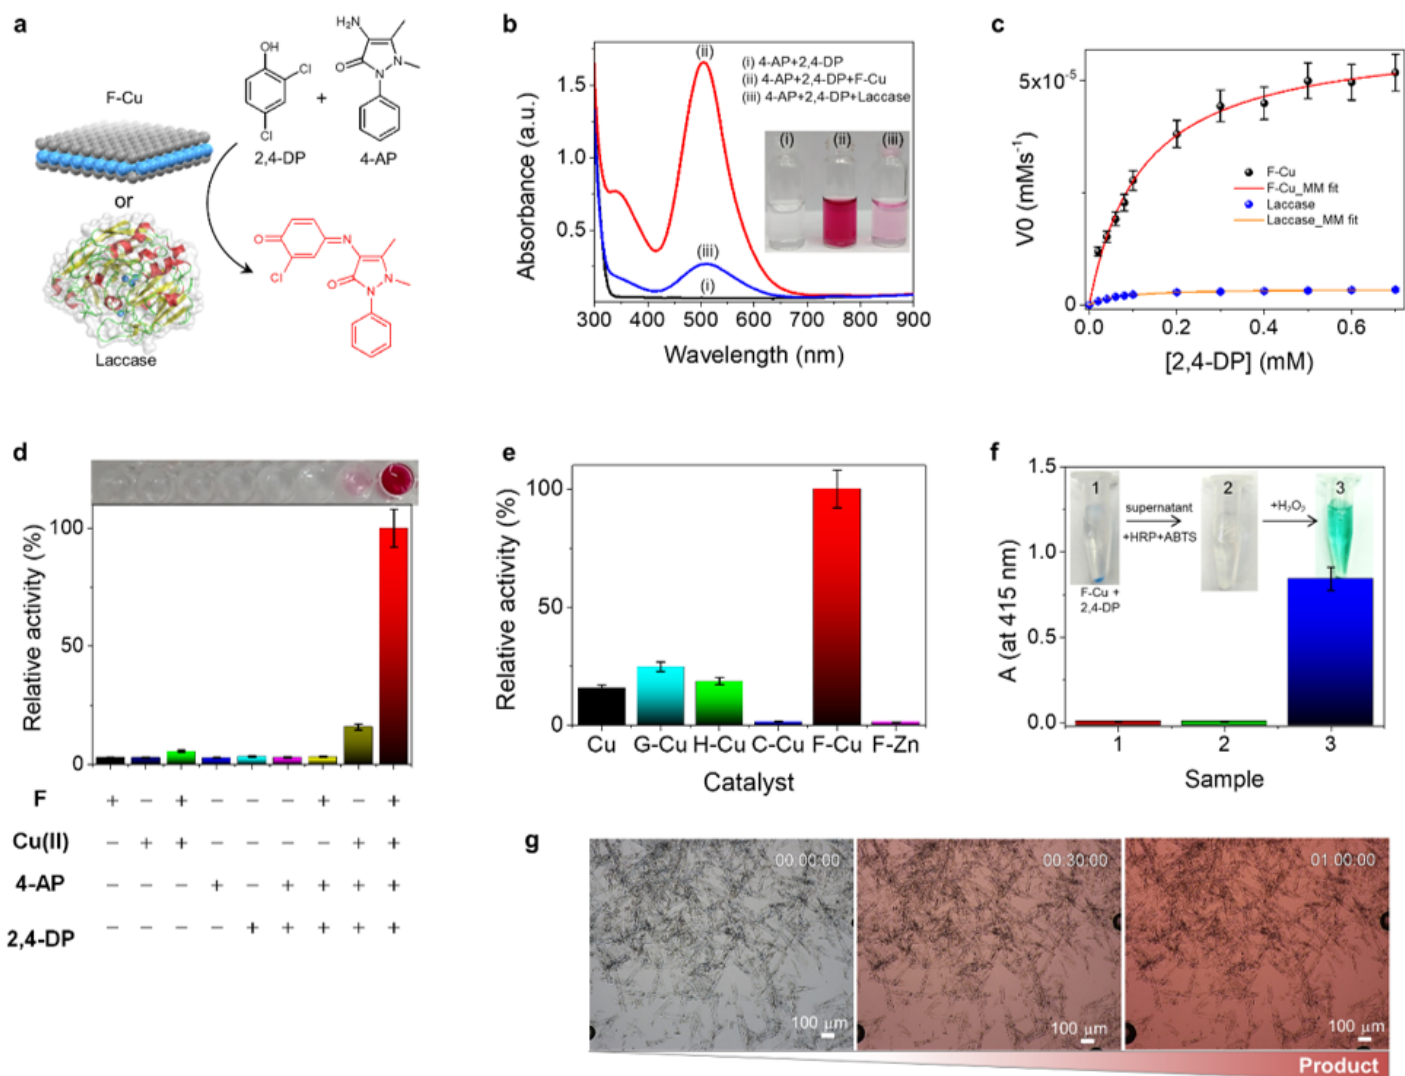 a
F-Cu
or
Laccase
OH
Cl
Cl
2,4-DP
+
H₂N
N
N
O
4-AP
O
N
Cl
O
N
N
b
Absorbance (a.u.)
1.5
1.0
0.5
300 400 500 600 700 800 900
Wavelength (nm)
(ii)
(iii)
(i)
(i) 4-AP+2,4-DP
(ii) 4-AP+2,4-DP+F-Cu
(iii) 4-AP+2,4-DP+Laccase
(i) (ii) (iii)
c
V0 (mMs⁻¹)
5x10⁻⁵
0
0.0 0.2 0.4 0.6
[2,4-DP] (mM)
F-Cu
F-Cu_MM fit
Laccase
Laccase_MM fit
d
Relative activity (%)
100
50
0
F + − + − − − + − +
Cu(II) − + + − − − − + +
4-AP − − − + − + + + +
2,4-DP − − − − + + + + +
e
Relative activity (%)
100
50
0
Cu G-Cu H-Cu C-Cu F-Cu F-Zn
Catalyst
f
A (at 415 nm)
1.5
1.0
0.5
0.0
1 2 3
Sample
1
supernatant
+HRP+ABTS
2
+H₂O₂
3
F-Cu +
2,4-DP
g
00:00:00
100 µm
00:30:00
100 µm
01:00:00
100 µm
Product